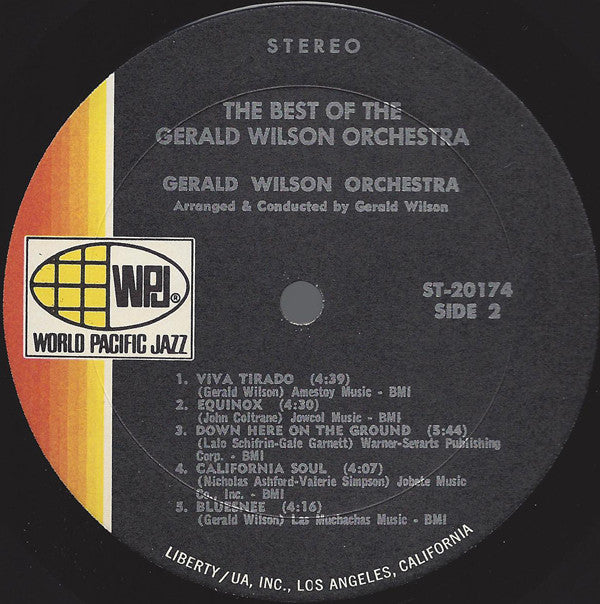 STEREO
THE BEST OF THE
GERALD WILSON ORCHESTRA
GERALD WILSON ORCHESTRA
Arranged & Conducted by Gerald Wilson
WPJ®
WORLD PACIFIC JAZZ
ST-20174
SIDE 2
1. VIVA TIRADO (4:39)
(Gerald Wilson) Amestoy Music - BMI
2. EQUINOX (4:30)
(John Coltrane) Jowcol Music - BMI
3. DOWN HERE ON THE GROUND (5:44)
(Lalo Schifrin-Gale Garnett) Warner-Sevarts Publishing
Corp. - BMI
4. CALIFORNIA SOUL (4:07)
(Nicholas Ashford-Valerie Simpson) Jobete Music
Co., Inc. - BMI
5. BLUESNEE (4:16)
(Gerald Wilson) Las Muchachas Music - BMI
LIBERTY/UA, INC., LOS ANGELES, CALIFORNIA